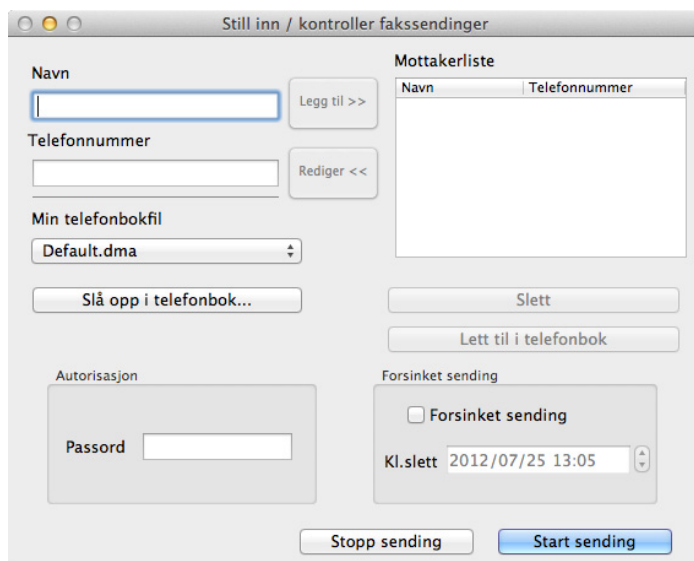 Still inn / kontroller fakssendinger
Navn
Legg til >>
Telefonnummer
Rediger <<
Min telefonbokfil
Default.dma
Slå opp i telefonbok...
Mottakerliste
Navn Telefonnummer
Slett
Lett til i telefonbok
Autorisasjon
Passord
Forsinket sending
Forsinket sending
Kl.slett 2012/07/25 13:05
Stopp sending
Start sending